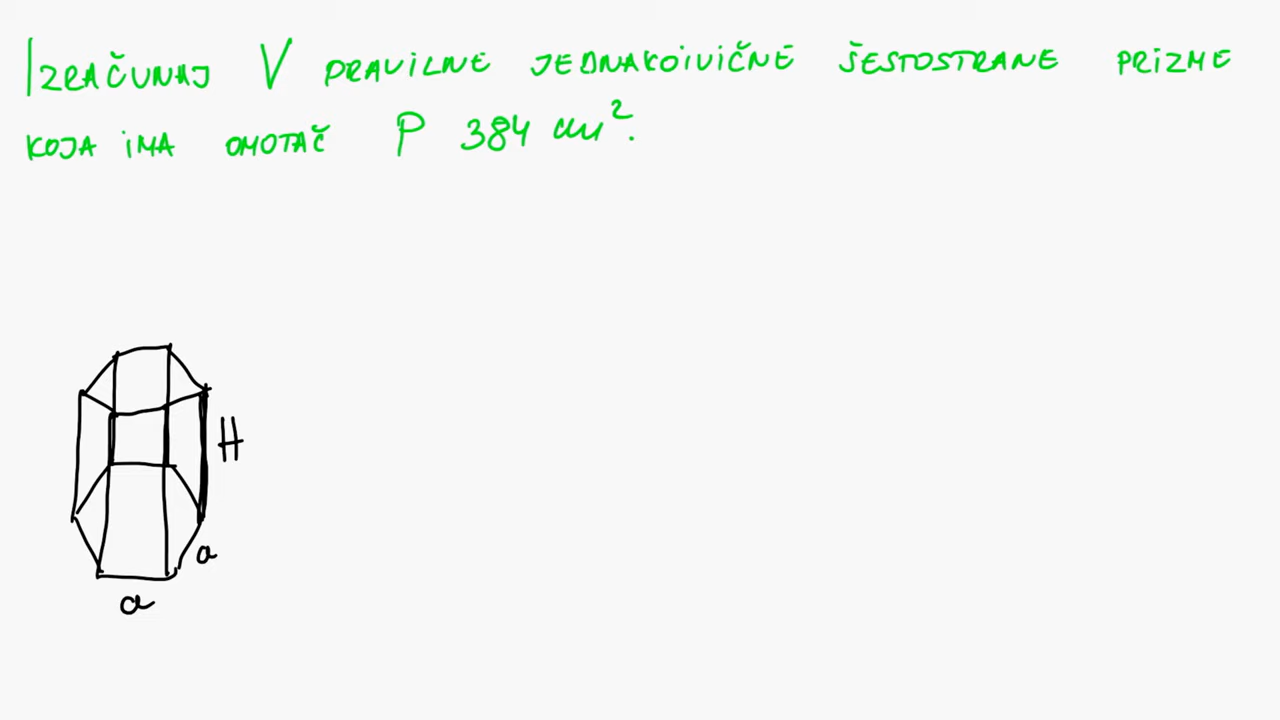 IZRAČUNAJ V PRAVILNE JEDNAKOIVIČNE ŠESTOSTRANE PRIZME
KOJA IMA OMOTAČ P 384 cm².
H
a
a